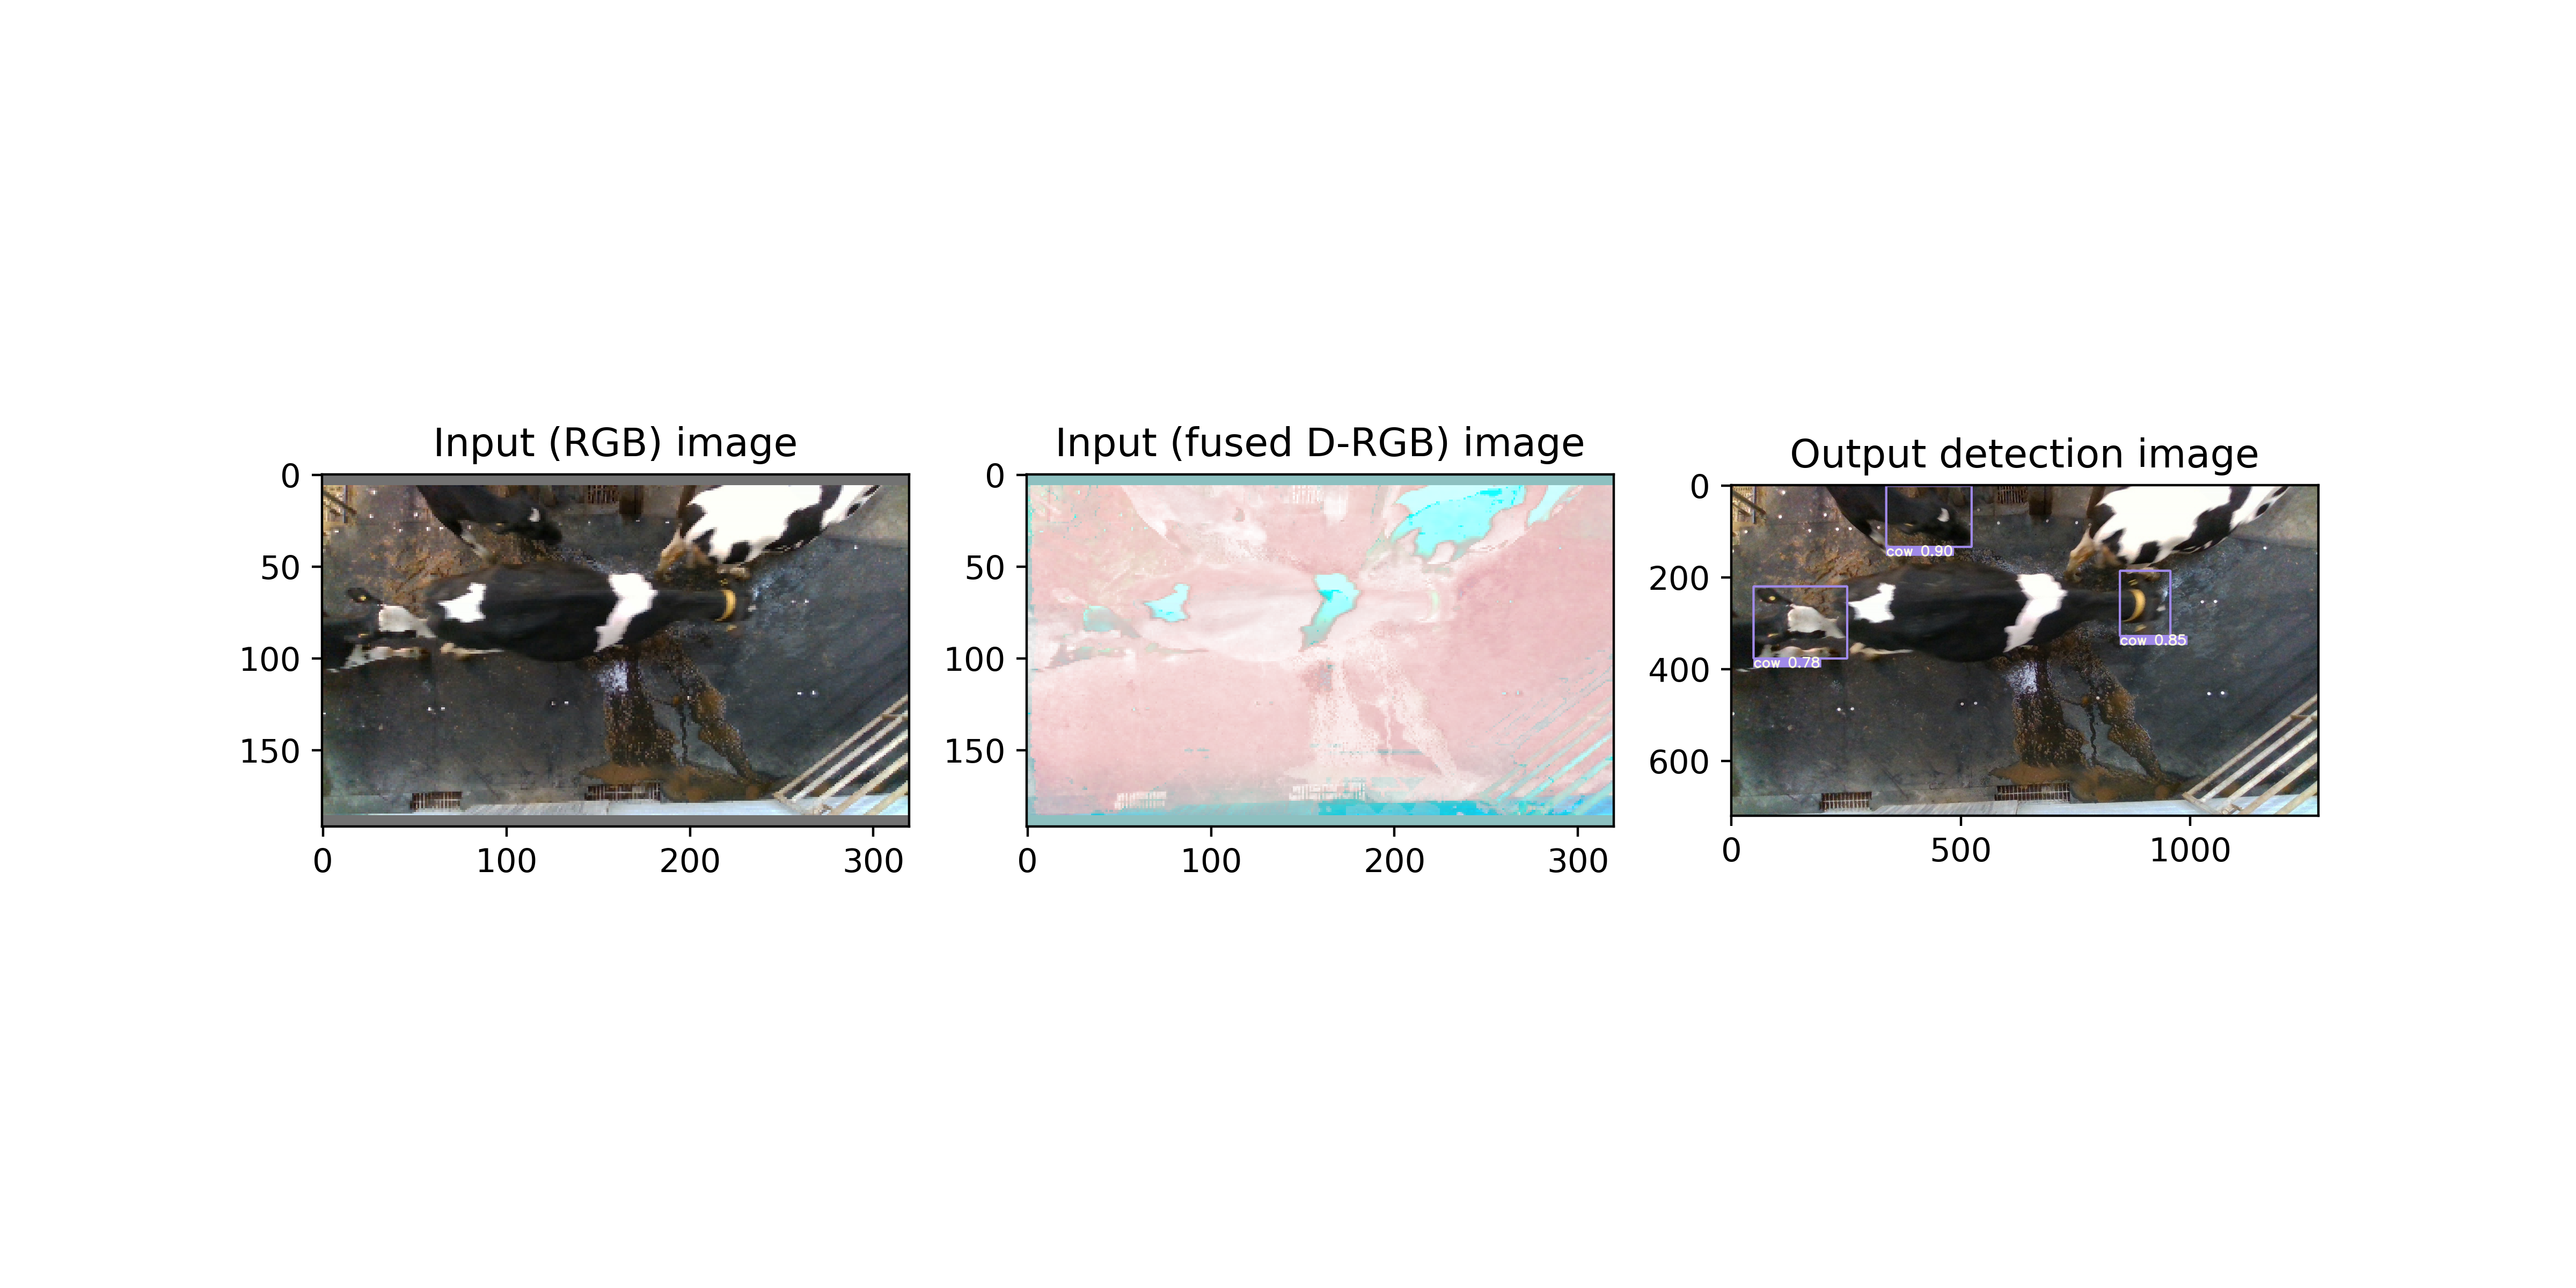 Input (RGB) image
0
50
100
150
0 100 200 300
Input (fused D-RGB) image
0
50
100
150
0 100 200 300
Output detection image
0
200
400
600
0 500 1000
cow 0.90
cow 0.85
cow 0.78